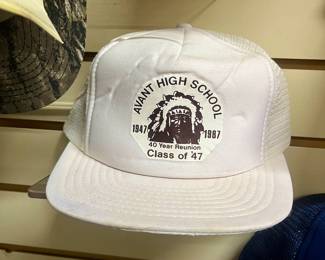 AVANT HIGH SCHOOL
1947 1987
40 Year Reunion
Class of '47